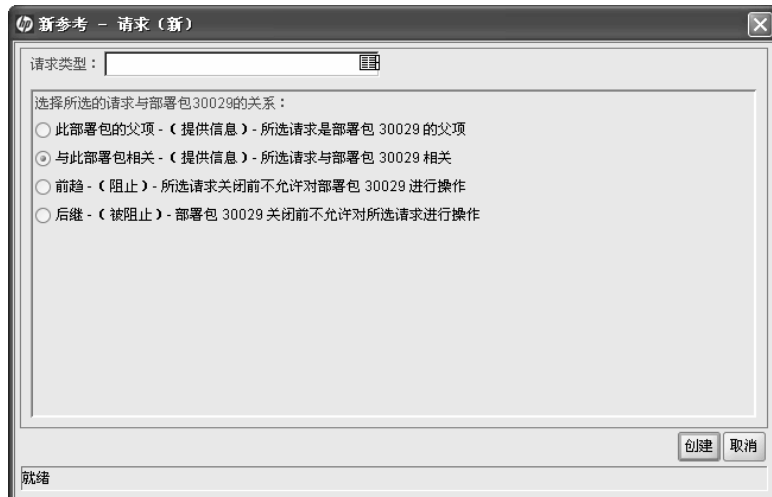 新参考 - 请求（新）
请求类型：
选择所选的请求与部署包30029的关系：
此部署包的父项 - （提供信息）- 所选请求是部署包 30029 的父项
与此部署包相关 - （提供信息）- 所选请求与部署包 30029 相关
前趋 - （阻止）- 所选请求关闭前不允许对部署包 30029 进行操作
后继 - （被阻止）- 部署包 30029 关闭前不允许对所选请求进行操作
创建 取消
就绪